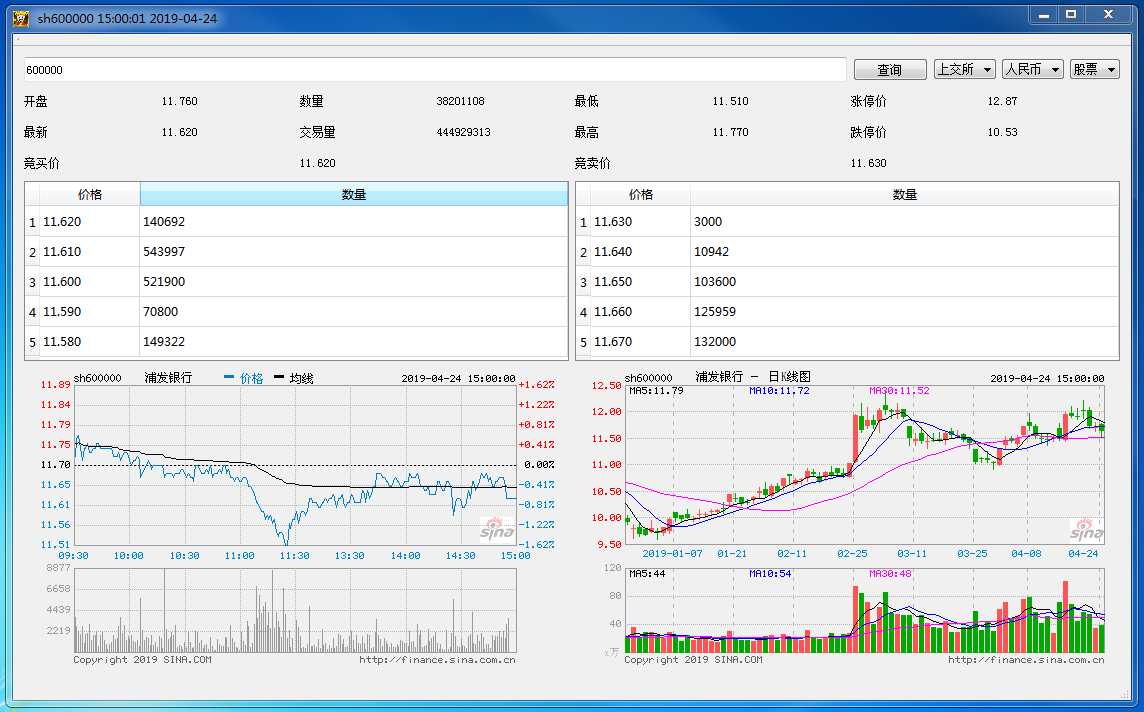 sh600000 15:00:01 2019-04-24
600000 查询 上交所 人民币 股票
开盘 11.760 数量 38201108 最低 11.510 涨停价 12.87
最新 11.620 交易量 444929313 最高 11.770 跌停价 10.53
竞买价 11.620 竞卖价 11.630
价格 数量
1 11.620 140692
2 11.610 543997
3 11.600 521900
4 11.590 70800
5 11.580 149322
价格 数量
1 11.630 3000
2 11.640 10942
3 11.650 103600
4 11.660 125959
5 11.670 132000
sh600000 浦发银行 价格 均线 2019-04-24 15:00:00
11.89 +1.62%
11.84 +1.22%
11.79 +0.81%
11.75 +0.41%
11.70 0.00%
11.65 -0.41%
11.61 -0.81%
11.56 -1.22%
11.51 -1.62%
sina
09:30 10:00 10:30 11:00 11:30 13:30 14:00 14:30 15:00
8877
6658
4439
2219
Copyright 2019 SINA.COM http://finance.sina.com.cn
sh600000 浦发银行 — 日K线图 2019-04-24 15:00:00
MA5:11.79 MA10:11.72 MA30:11.52
12.50
12.00
11.50
11.00
10.50
10.00
9.50
sina
2019-01-07 01-21 02-11 02-25 03-11 03-25 04-08 04-24
MA5:44 MA10:54 MA30:48
120
80
40
x万
Copyright 2019 SINA.COM http://finance.sina.com.cn